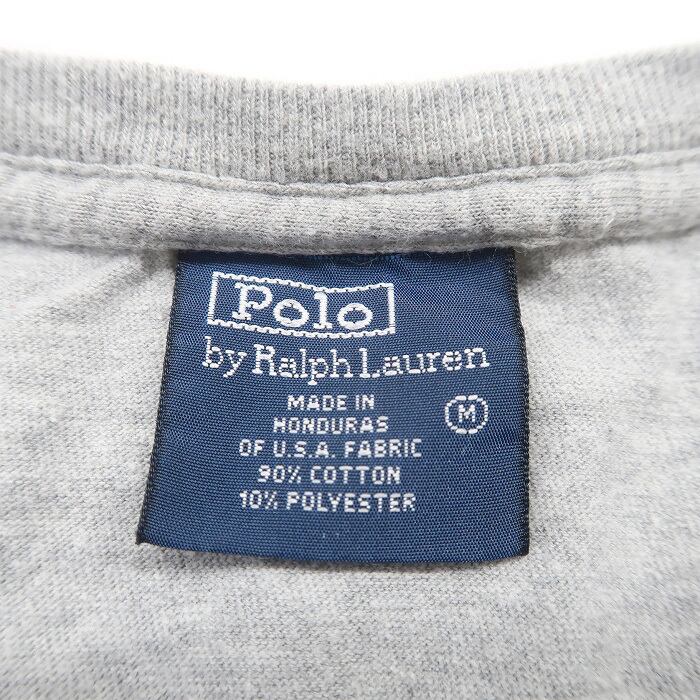 Polo
by Ralph Lauren
MADE IN
HONDURAS
M
OF U.S.A. FABRIC
90% COTTON
10% POLYESTER